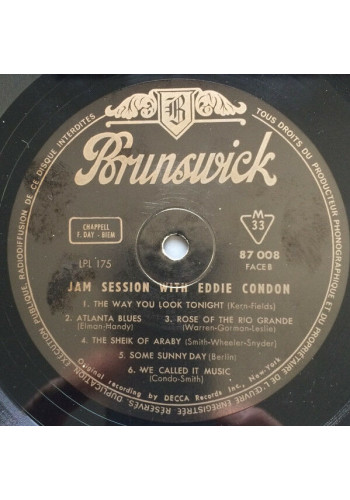 B
Brunswick
CHAPPELL
F. DAY - BIEM
LPL 175
M
33
87 008
FACE B
JAM SESSION WITH EDDIE CONDON
1. THE WAY YOU LOOK TONIGHT (Kern-Fields)
2. ATLANTA BLUES
(Elman-Handy)
3. ROSE OF THE RIO GRANDE
(Warren-Gorman-Leslie)
4. THE SHEIK OF ARABY (Smith-Wheeler-Snyder)
5. SOME SUNNY DAY (Berlin)
6. WE CALLED IT MUSIC
(Condo-Smith)
Original recording by DECCA Records Inc., New-York
TOUS DROITS DU PRODUCTEUR PHONOGRAPHIQUE ET DU PROPRIÉTAIRE DE L'ŒUVRE ENREGISTRÉE RÉSERVÉS. DUPLICATION EXÉCUTION PUBLIQUE, RADIODIFFUSION DE CE DISQUE INTERDITES